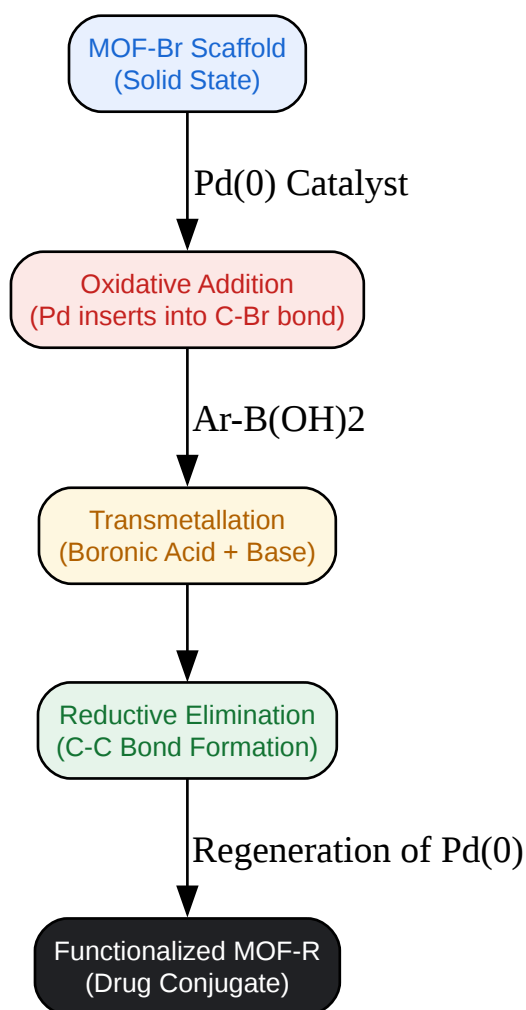 MOF-Br Scaffold
(Solid State)
Pd(0) Catalyst
Oxidative Addition
(Pd inserts into C-Br bond)
Ar-B(OH)2
Transmetallation
(Boronic Acid + Base)
Reductive Elimination
(C-C Bond Formation)
Regeneration of Pd(0)
Functionalized MOF-R
(Drug Conjugate)